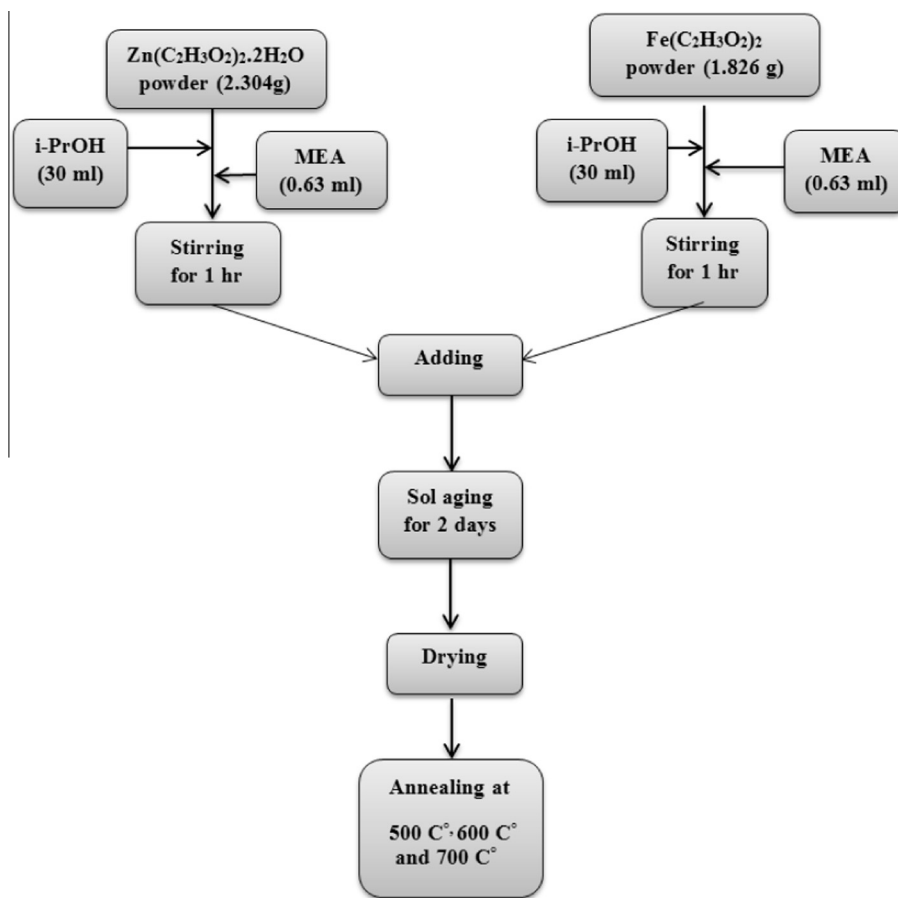 Zn(C₂H₃O₂)₂.2H₂O
powder (2.304g)
i-PrOH
(30 ml)
MEA
(0.63 ml)
Stirring
for 1 hr
Fe(C₂H₃O₂)₂
powder (1.826 g)
i-PrOH
(30 ml)
MEA
(0.63 ml)
Stirring
for 1 hr
Adding
Sol aging
for 2 days
Drying
Annealing at
500 C°, 600 C°
and 700 C°